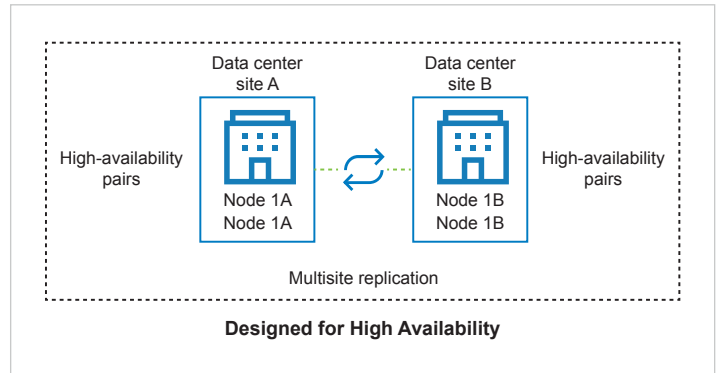 Data center
site A
Data center
site B
High-availability
pairs
Node 1A
Node 1A
Node 1B
Node 1B
High-availability
pairs
Multisite replication
Designed for High Availability